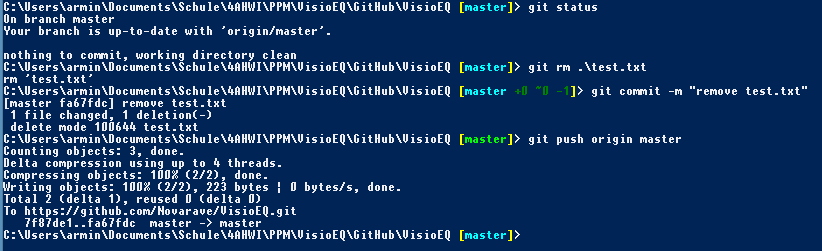 C:\Users\armin\Documents\Schule\4AHWI\PPM\VisioEQ\GitHub\VisioEQ [master]> git status
On branch master
Your branch is up-to-date with 'origin/master'.
nothing to commit, working directory clean
C:\Users\armin\Documents\Schule\4AHWI\PPM\VisioEQ\GitHub\VisioEQ [master]> git rm .\test.txt
rm 'test.txt'
C:\Users\armin\Documents\Schule\4AHWI\PPM\VisioEQ\GitHub\VisioEQ [master +0 ~0 -1]> git commit -m "remove test.txt"
[master fa67fdc] remove test.txt
 1 file changed, 1 deletion(-)
 delete mode 100644 test.txt
C:\Users\armin\Documents\Schule\4AHWI\PPM\VisioEQ\GitHub\VisioEQ [master]> git push origin master
Counting objects: 3, done.
Delta compression using up to 4 threads.
Compressing objects: 100% (2/2), done.
Writing objects: 100% (2/2), 223 bytes ¦ 0 bytes/s, done.
Total 2 (delta 1), reused 0 (delta 0)
To https://github.com/Novarave/VisioEQ.git
   7f87de1..fa67fdc  master -> master
C:\Users\armin\Documents\Schule\4AHWI\PPM\VisioEQ\GitHub\VisioEQ [master]>